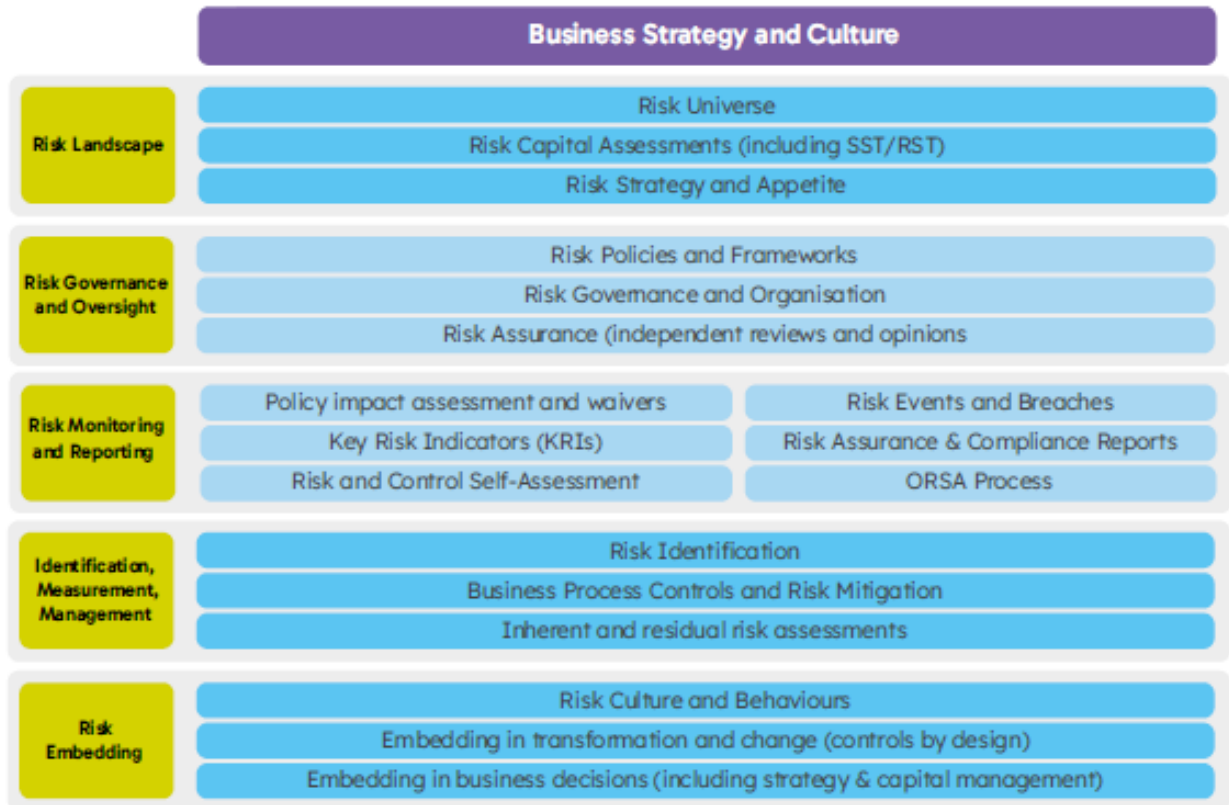 Business Strategy and Culture
Risk Landscape
Risk Universe
Risk Capital Assessments (including SST/RST)
Risk Strategy and Appetite
Risk Governance
and Oversight
Risk Policies and Frameworks
Risk Governance and Organisation
Risk Assurance (independent reviews and opinions
Risk Monitoring
and Reporting
Policy impact assessment and waivers
Key Risk Indicators (KRIs)
Risk and Control Self-Assessment
Risk Events and Breaches
Risk Assurance & Compliance Reports
ORSA Process
Identification,
Measurement,
Management
Risk Identification
Business Process Controls and Risk Mitigation
Inherent and residual risk assessments
Risk
Embedding
Risk Culture and Behaviours
Embedding in transformation and change (controls by design)
Embedding in business decisions (including strategy & capital management)